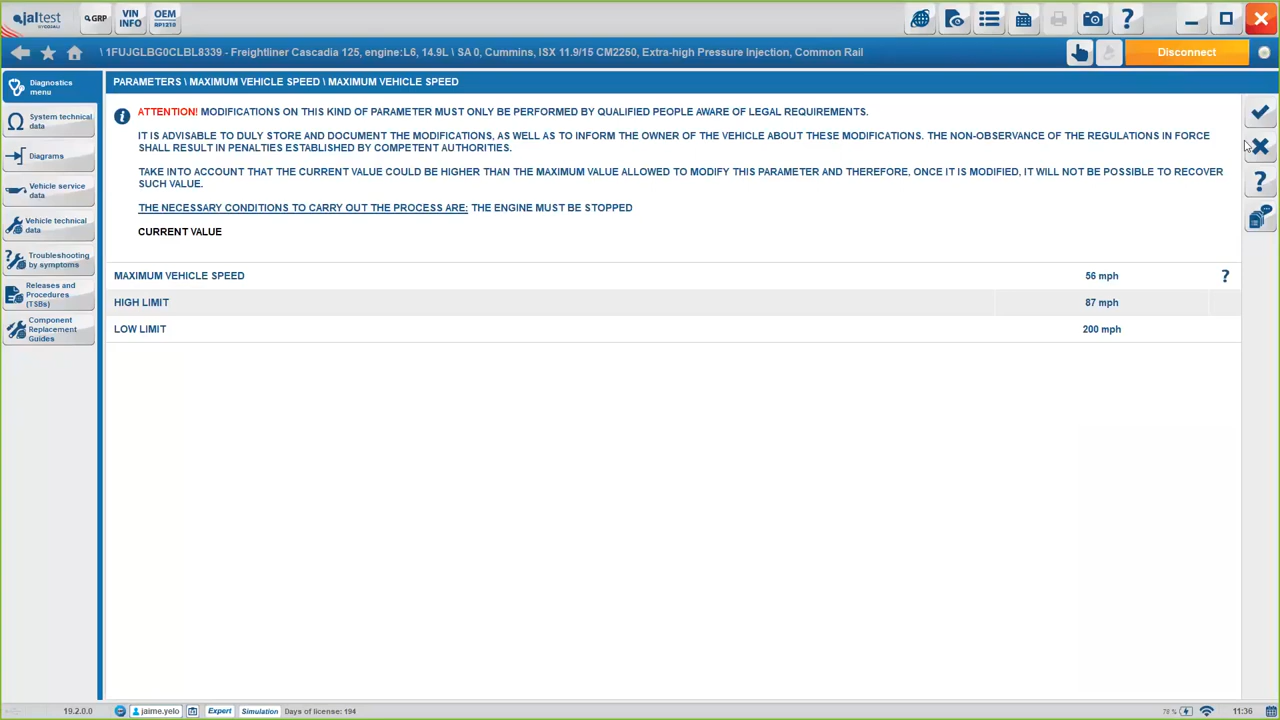 jaltest
BY COJALI
GRP
VIN INFO
OEM
RP1210
?
\ 1FUJGLBG0CLBL8339 - Freightliner Cascadia 125, engine:L6, 14.9L \ SA 0, Cummins, ISX 11.9/15 CM2250, Extra-high Pressure Injection, Common Rail
Disconnect
Diagnostics menu
PARAMETERS \ MAXIMUM VEHICLE SPEED \ MAXIMUM VEHICLE SPEED
System technical data
Diagrams
Vehicle service data
Vehicle technical data
Troubleshooting by symptoms
Releases and Procedures (TSBs)
Component Replacement Guides
ATTENTION! MODIFICATIONS ON THIS KIND OF PARAMETER MUST ONLY BE PERFORMED BY QUALIFIED PEOPLE AWARE OF LEGAL REQUIREMENTS.
IT IS ADVISABLE TO DULY STORE AND DOCUMENT THE MODIFICATIONS, AS WELL AS TO INFORM THE OWNER OF THE VEHICLE ABOUT THESE MODIFICATIONS. THE NON-OBSERVANCE OF THE REGULATIONS IN FORCE
SHALL RESULT IN PENALTIES ESTABLISHED BY COMPETENT AUTHORITIES.
TAKE INTO ACCOUNT THAT THE CURRENT VALUE COULD BE HIGHER THAN THE MAXIMUM VALUE ALLOWED TO MODIFY THIS PARAMETER AND THEREFORE, ONCE IT IS MODIFIED, IT WILL NOT BE POSSIBLE TO RECOVER
SUCH VALUE.
THE NECESSARY CONDITIONS TO CARRY OUT THE PROCESS ARE: THE ENGINE MUST BE STOPPED
CURRENT VALUE
MAXIMUM VEHICLE SPEED 56 mph ?
HIGH LIMIT 87 mph
LOW LIMIT 200 mph
?
19.2.0.0 jaime.yelo Expert Simulation Days of license: 194 78 % 11:36